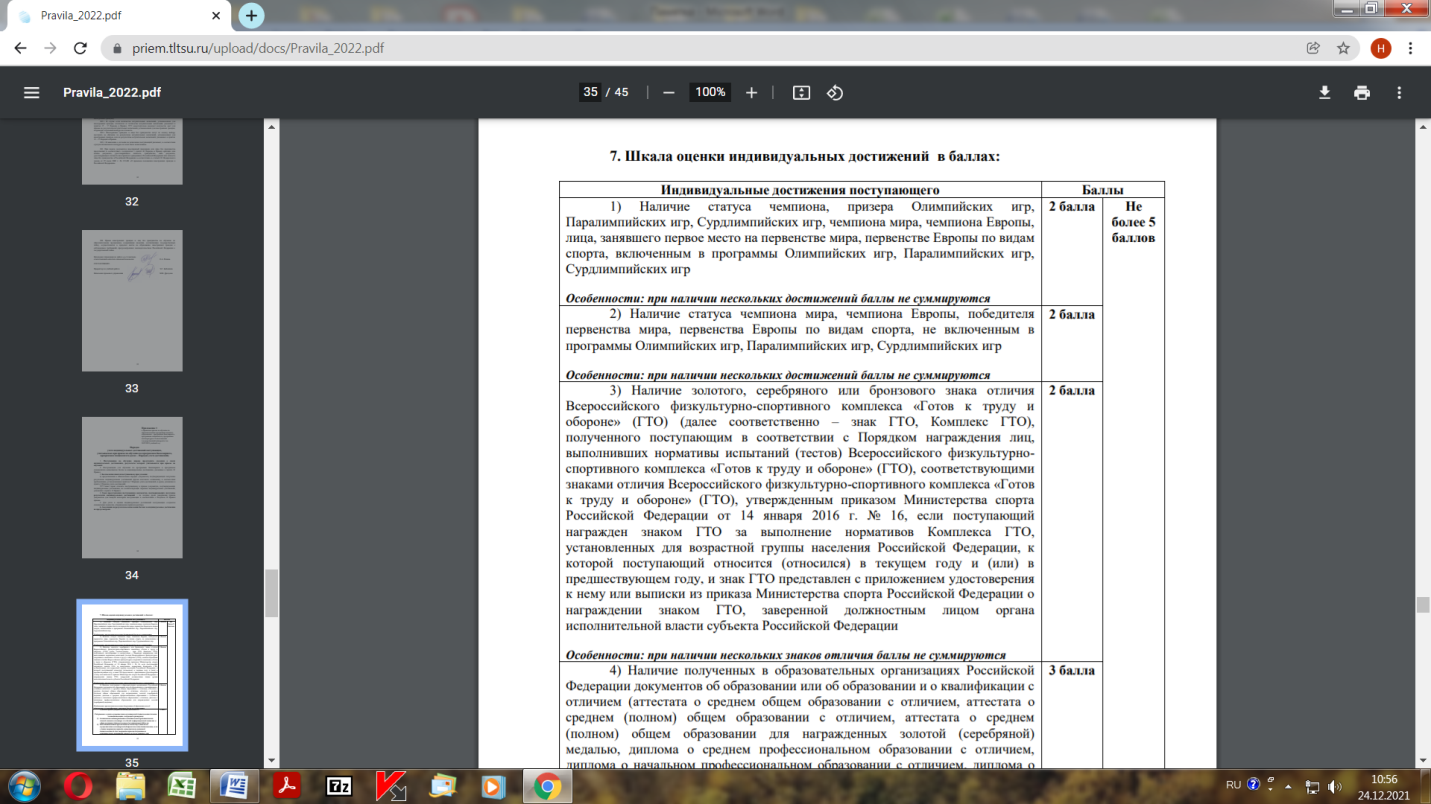 Pravila_2022.pdf
priem.tltsu.ru/upload/docs/Pravila_2022.pdf
Н
Pravila_2022.pdf
35 / 45
100%
32
33
34
35
7. Шкала оценки индивидуальных достижений в баллах:
Индивидуальные достижения поступающего
Баллы
1) Наличие статуса чемпиона, призера Олимпийских игр,
Паралимпийских игр, Сурдлимпийских игр, чемпиона мира, чемпиона Европы,
лица, занявшего первое место на первенстве мира, первенстве Европы по видам
спорта, включенным в программы Олимпийских игр, Паралимпийских игр,
Сурдлимпийских игр
Особенности: при наличии нескольких достижений баллы не суммируются
2 балла
Не
более 5
баллов
2) Наличие статуса чемпиона мира, чемпиона Европы, победителя
первенства мира, первенства Европы по видам спорта, не включенным в
программы Олимпийских игр, Паралимпийских игр, Сурдлимпийских игр
Особенности: при наличии нескольких достижений баллы не суммируются
2 балла
3) Наличие золотого, серебряного или бронзового знака отличия
Всероссийского физкультурно-спортивного комплекса «Готов к труду и
обороне» (ГТО) (далее соответственно – знак ГТО, Комплекс ГТО),
полученного поступающим в соответствии с Порядком награждения лиц,
выполнивших нормативы испытаний (тестов) Всероссийского физкультурно-
спортивного комплекса «Готов к труду и обороне» (ГТО), соответствующими
знаками отличия Всероссийского физкультурно-спортивного комплекса «Готов
к труду и обороне» (ГТО), утвержденным приказом Министерства спорта
Российской Федерации от 14 января 2016 г. № 16, если поступающий
награжден знаком ГТО за выполнение нормативов Комплекса ГТО,
установленных для возрастной группы населения Российской Федерации, к
которой поступающий относится (относился) в текущем году и (или) в
предшествующем году, и знак ГТО представлен с приложением удостоверения
к нему или выписки из приказа Министерства спорта Российской Федерации о
награждении знаком ГТО, заверенной должностным лицом органа
исполнительной власти субъекта Российской Федерации
Особенности: при наличии нескольких знаков отличия баллы не суммируются
2 балла
4) Наличие полученных в образовательных организациях Российской
Федерации документов об образовании или об образовании и о квалификации с
отличием (аттестата о среднем общем образовании с отличием, аттестата о
среднем (полном) общем образовании с отличием, аттестата о среднем
(полном) общем образовании для награжденных золотой (серебряной)
медалью, диплома о среднем профессиональном образовании с отличием,
диплома о начальном профессиональном образовании с отличием, диплома о
3 балла
RU
10:56
24.12.2021